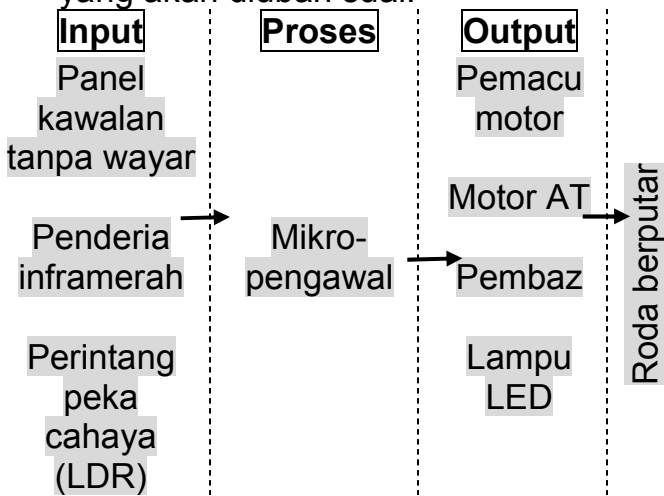 Input
Proses
Output
Panel
kawalan
tanpa wayar
Penderia
inframerah
Perintang
peka
cahaya
(LDR)
Mikro-
pengawal
Pemacu
motor
Motor AT
Pembaz
Lampu
LED
Roda berputar